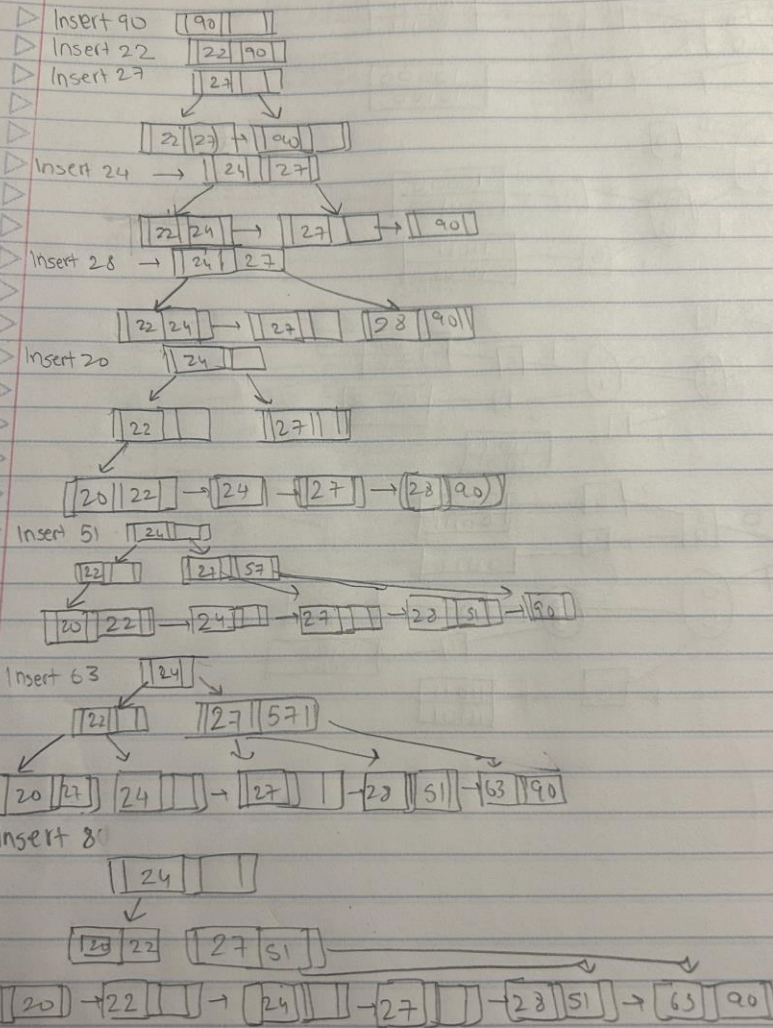 Insert 90 90
Insert 22 22 90
Insert 27 27
22 27 → 90
Insert 24 → 24 27
22 24 → 27 → 90
Insert 28 → 24 27
22 24 → 27 28 90
Insert 20 24
22 27
20 22 → 24 → 27 → 28 90
Insert 51 24
22 27 57
20 22 → 24 → 27 → 28 51 → 90
Insert 63 24
22 27 57
20 27 24 → 27 → 28 51 → 63 90
Insert 8
24
20 22 27 51
20 → 22 → 24 → 27 → 28 51 → 63 90